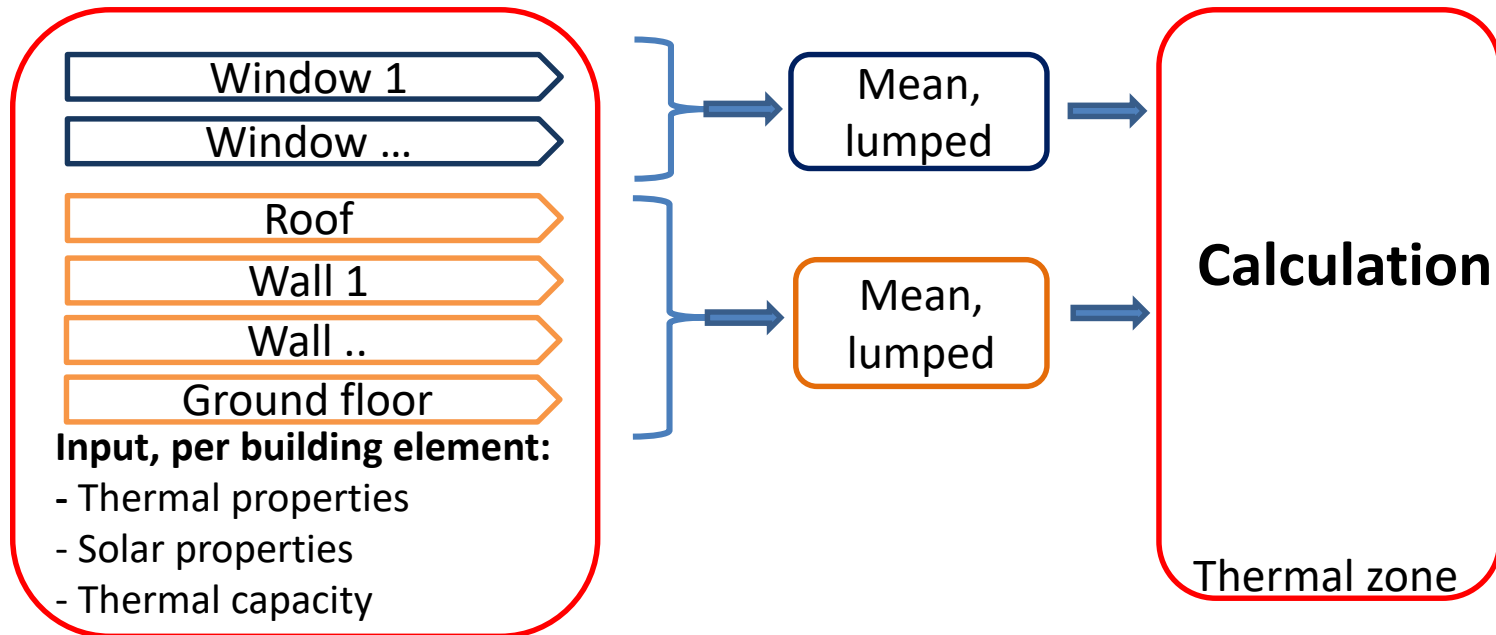 Window 1
Window ...
Roof
Wall 1
Wall ..
Ground floor
Input, per building element:
- Thermal properties
- Solar properties
- Thermal capacity
Mean,
lumped
Mean,
lumped
Calculation
Thermal zone